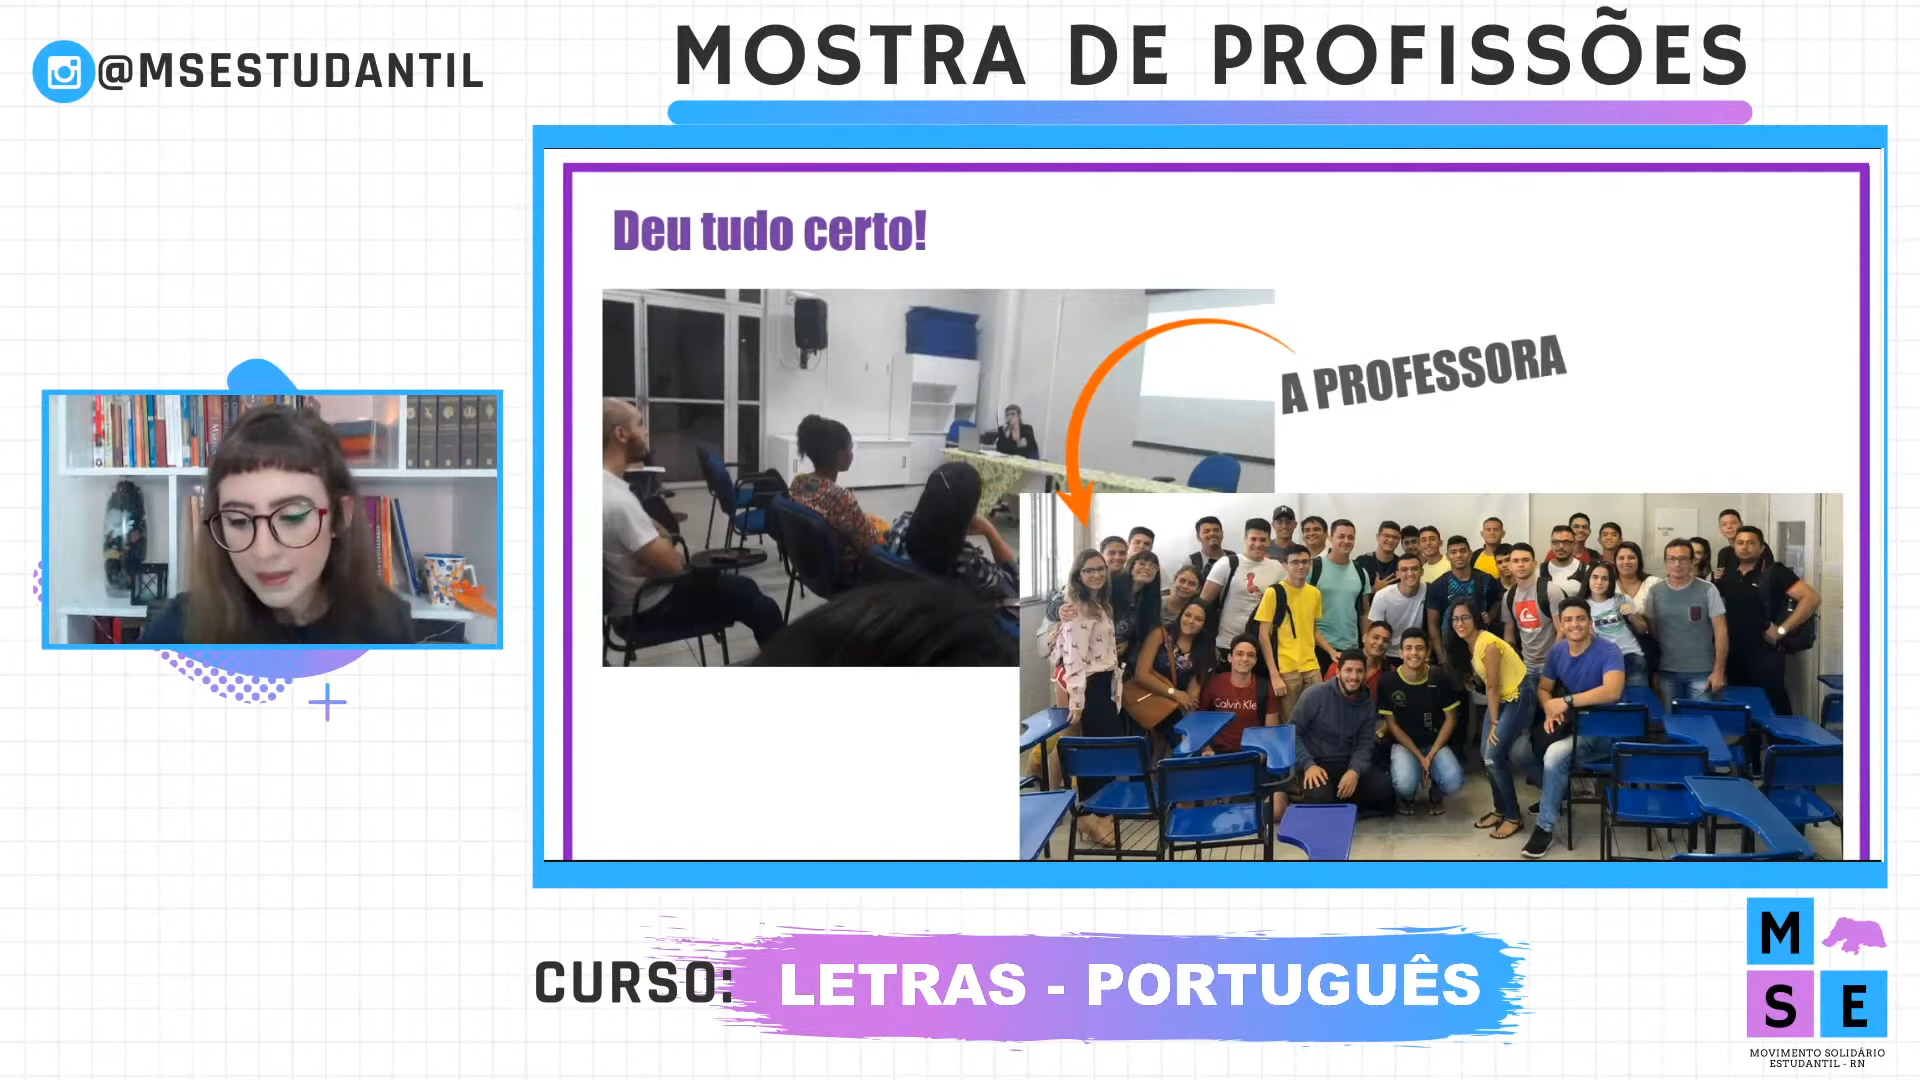 @MSESTUDANTIL
MOSTRA DE PROFISSÕES
Deu tudo certo!
A PROFESSORA
Calvin Kle
CURSO: LETRAS - PORTUGUÊS
M
S E
MOVIMENTO SOLIDÁRIO
ESTUDANTIL - RN